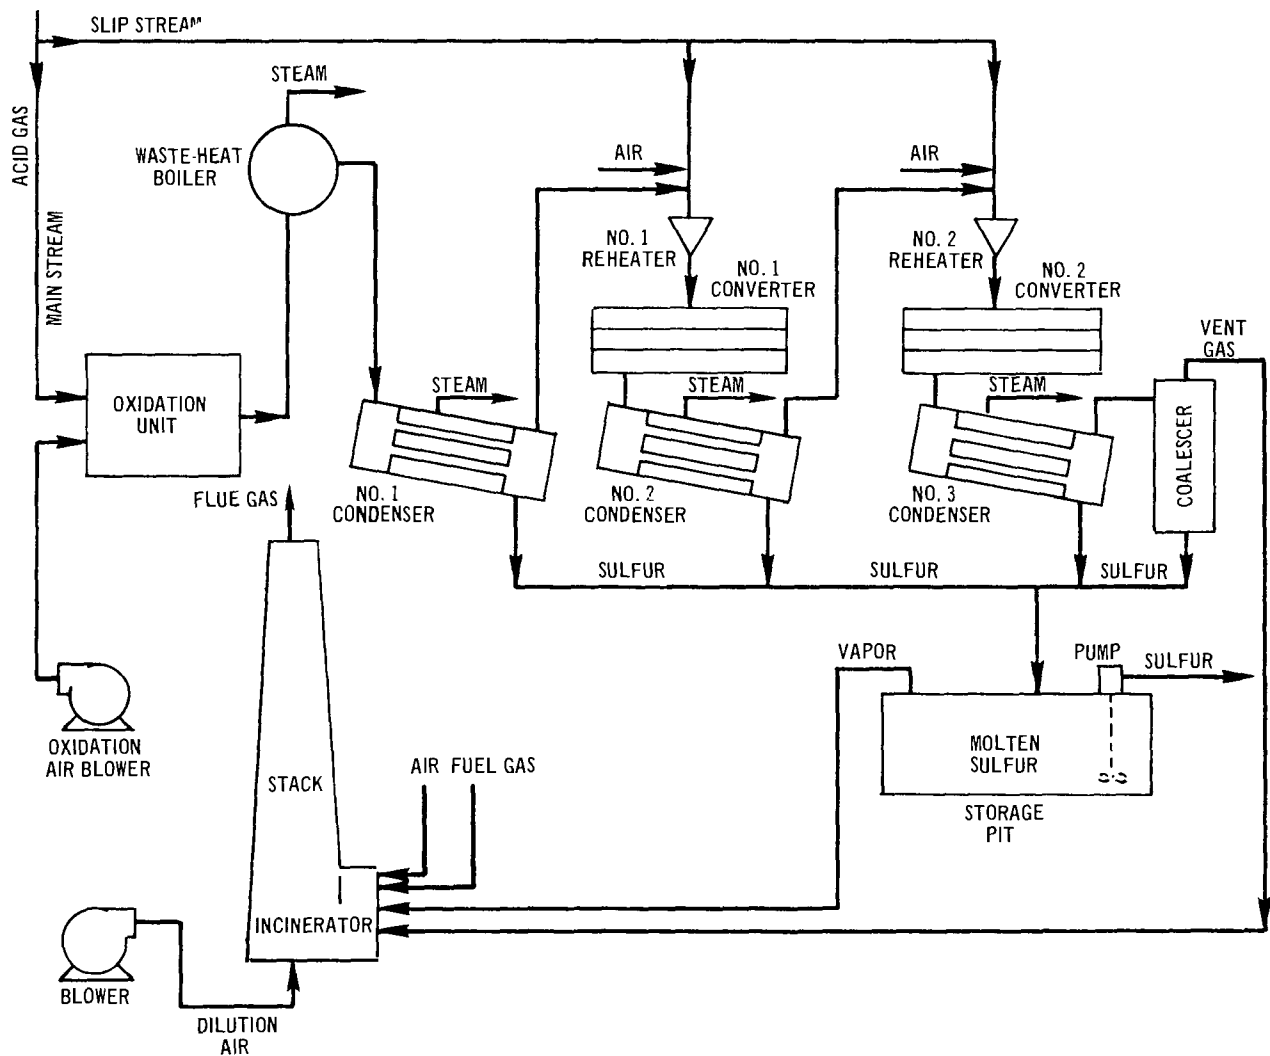 SLIP STREAM
STEAM
ACID GAS
WASTE-HEAT
BOILER
AIR
AIR
MAIN STREAM
NO. 1
REHEATER
NO. 2
REHEATER
NO. 1
CONVERTER
NO. 2
CONVERTER
VENT
GAS
OXIDATION
UNIT
STEAM
STEAM
STEAM
COALESCER
FLUE GAS
NO. 1
CONDENSER
NO. 2
CONDENSER
NO. 3
CONDENSER
SULFUR
SULFUR
SULFUR
VAPOR
PUMP
SULFUR
OXIDATION
AIR BLOWER
STACK
AIR FUEL GAS
MOLTEN
SULFUR
STORAGE
PIT
INCINERATOR
BLOWER
DILUTION
AIR